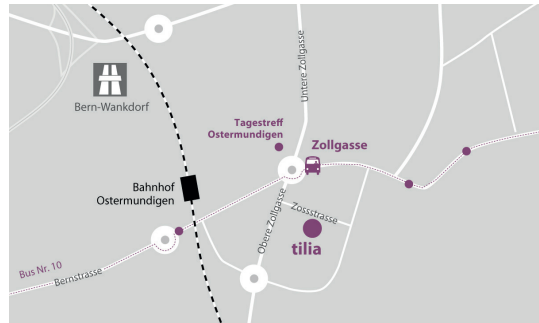 Untere Zollgasse
Bern-Wankdorf
Tagestreff
Ostermundigen
Zollgasse
Bahnhof
Ostermundigen
Zossstrasse
Obere Zollgasse
tilia
Bus Nr. 10
Bernstrasse